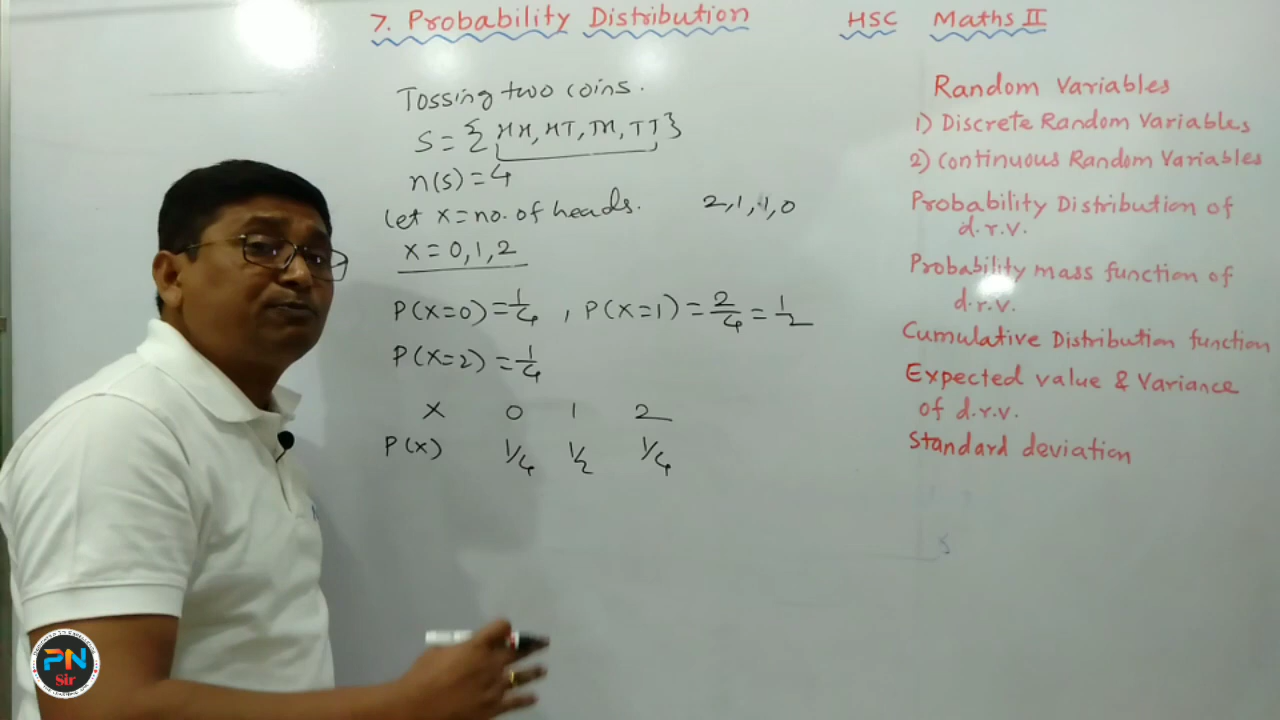 7. Probability Distribution HSC Maths II
Tossing two coins.
S = { HH, HT, TH, TT }
n(s) = 4
Let x = no. of heads. 2, 1, 1, 0
x = 0, 1, 2
P(X=0) = 1/4 , P(X=1) = 2/4 = 1/2
P(X=2) = 1/4
X 0 1 2
P(x) 1/4 1/2 1/4
Random Variables
1) Discrete Random Variables
2) Continuous Random Variables
Probability Distribution of
d.r.v.
Probability mass function of
d.r.v.
Cumulative Distribution function
Expected value & Variance
of d.r.v.
Standard deviation
PN
Sir